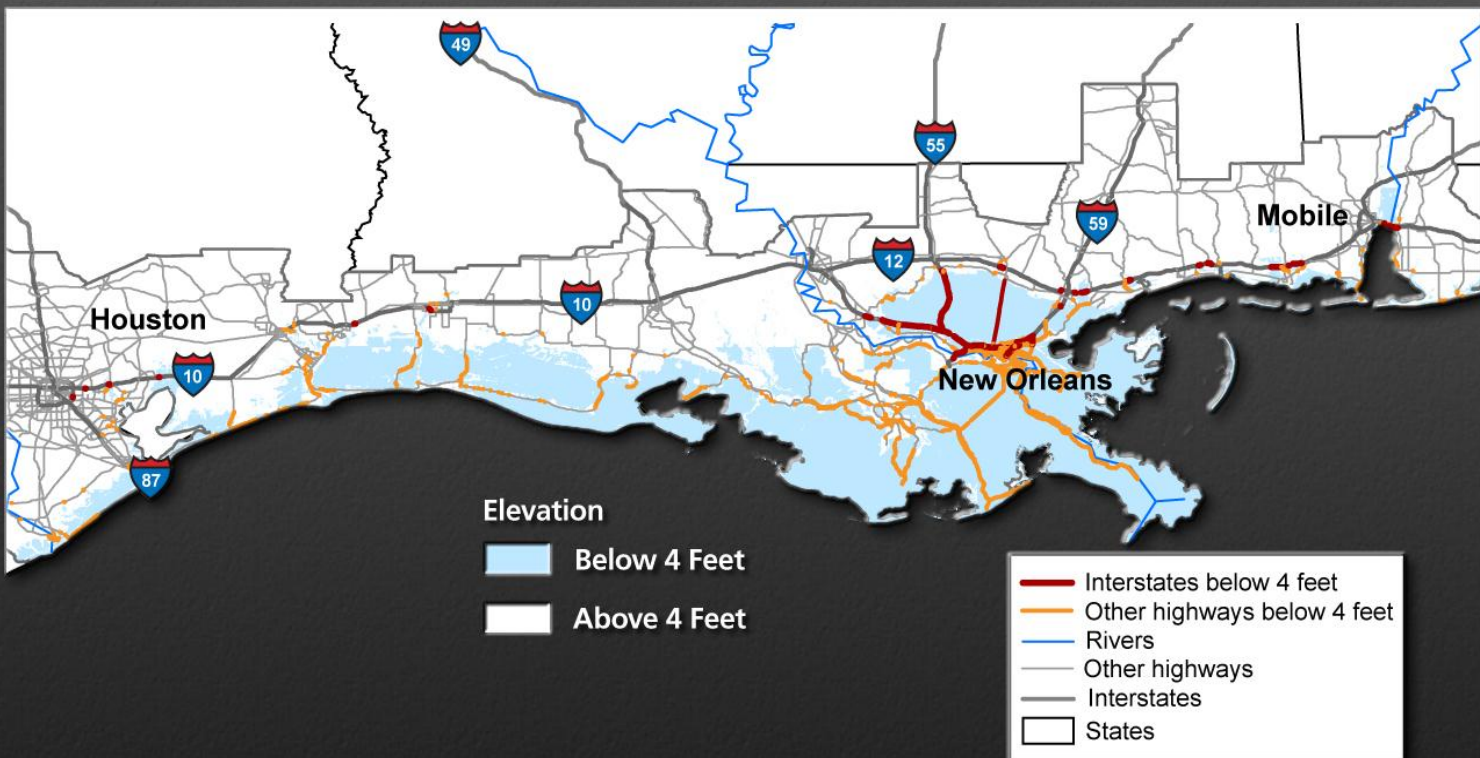 49
55
59
Mobile
12
10
Houston
10
New Orleans
87
Elevation
Below 4 Feet
Above 4 Feet
Interstates below 4 feet
Other highways below 4 feet
Rivers
Other highways
Interstates
States